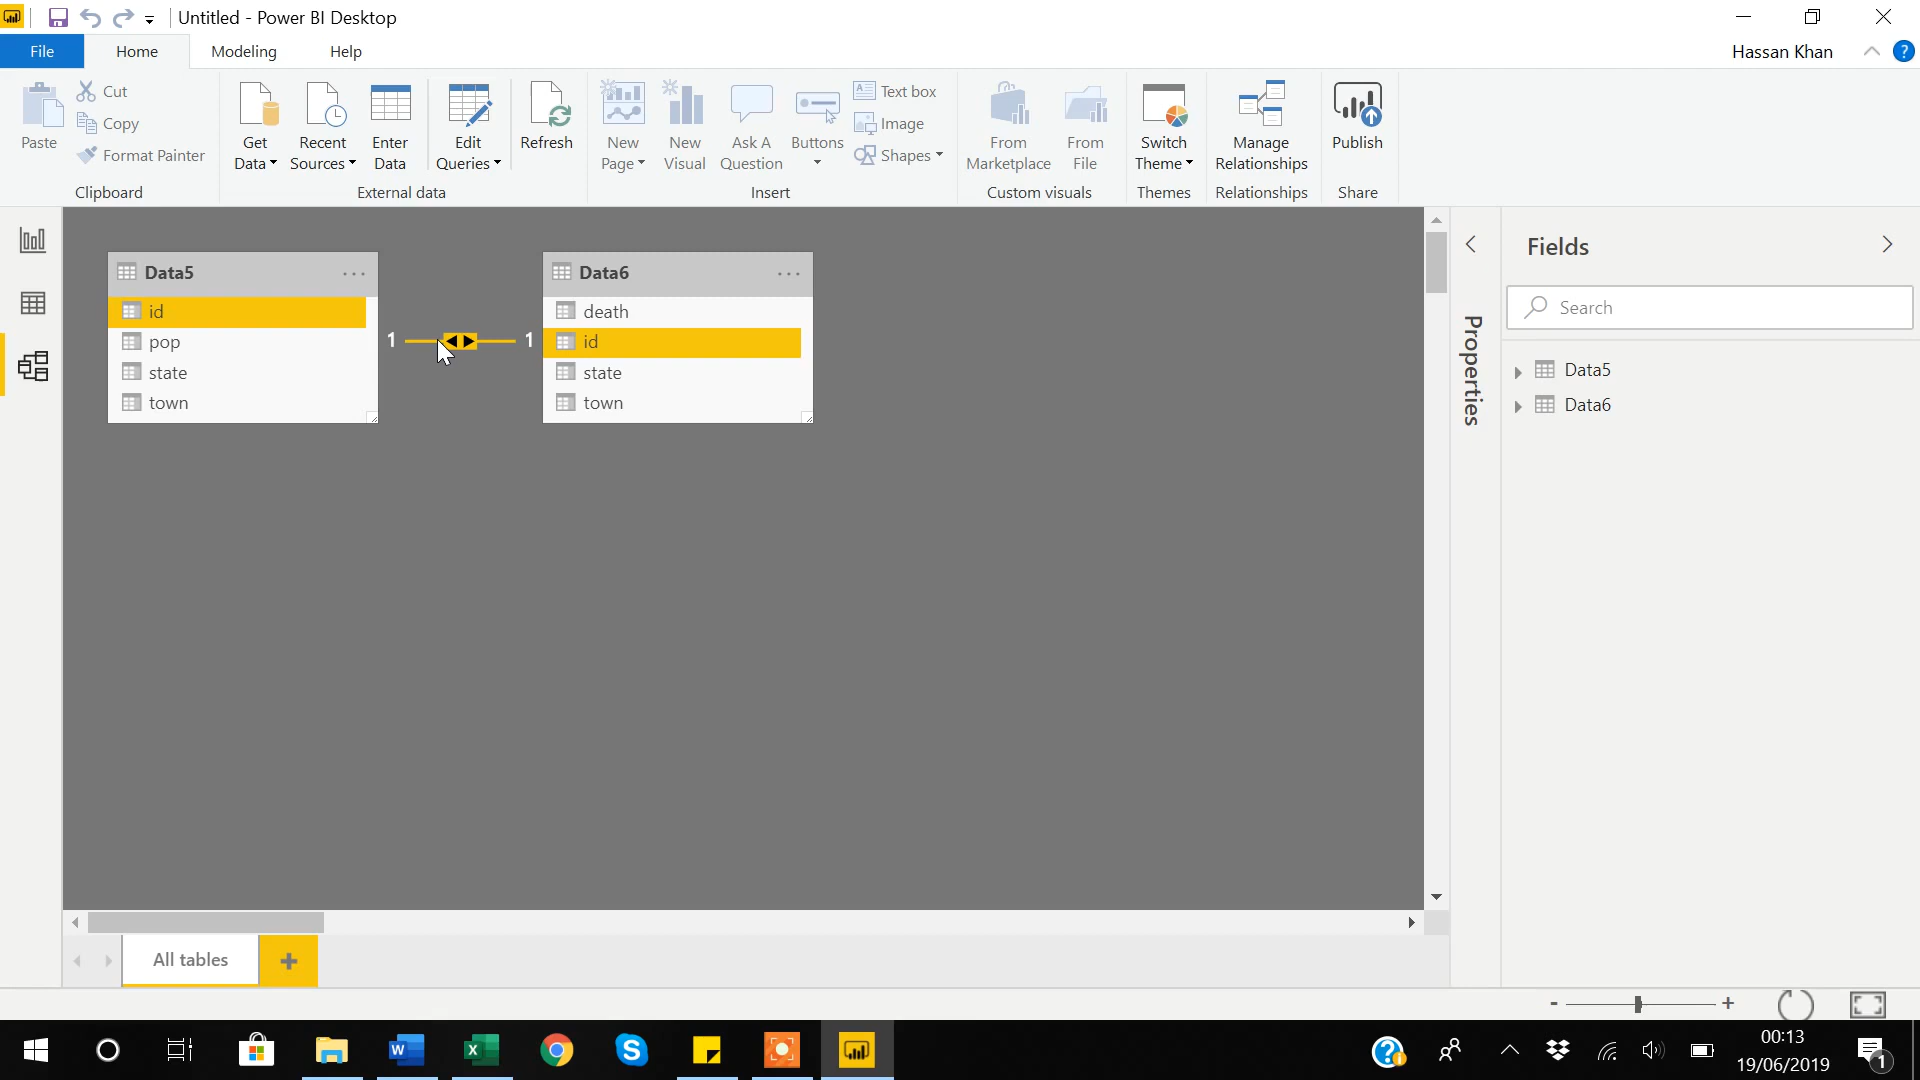 Untitled - Power BI Desktop
File
Home
Modeling
Help
Hassan Khan
?
Paste
Cut
Copy
Format Painter
Clipboard
Get Data
Recent Sources
Enter Data
Edit Queries
Refresh
External data
New Page
New Visual
Ask A Question
Buttons
Text box
Image
Shapes
Insert
From Marketplace
From File
Custom visuals
Switch Theme
Themes
Manage Relationships
Relationships
Publish
Share
Data5
...
id
pop
state
town
1
1
Data6
...
death
id
state
town
Properties
Fields
Search
Data5
Data6
All tables
+
-
+
00:13
19/06/2019
1